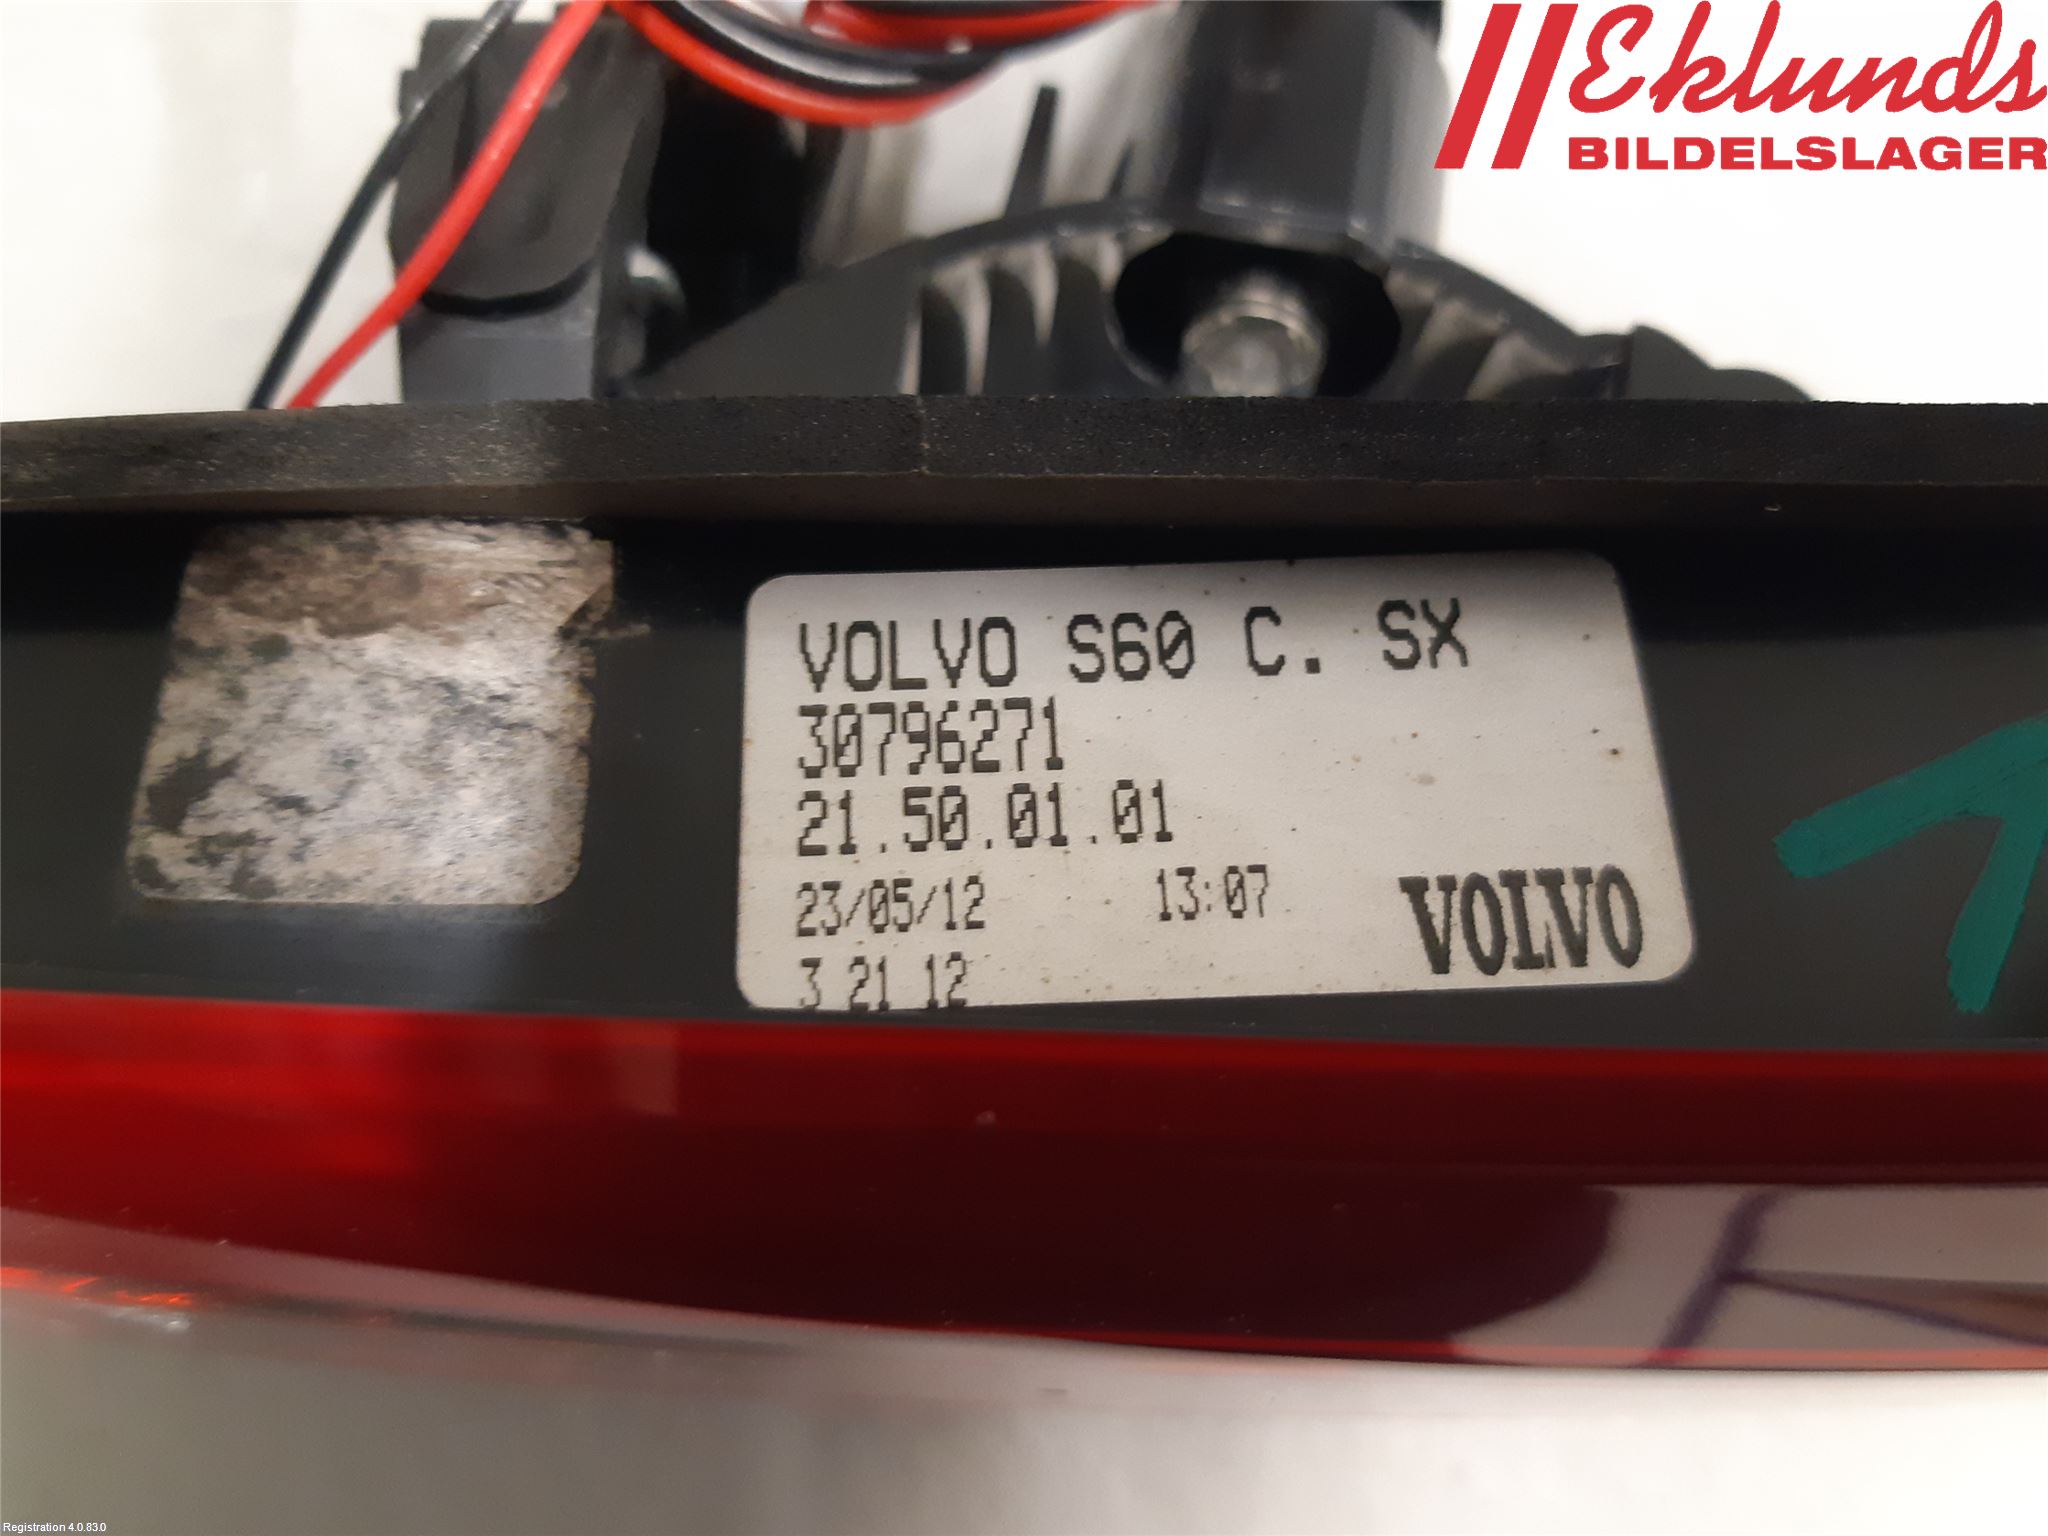 Eklunds
BILDELSLAGER
VOLVO S60 C. SX
30796271
21.50.01.01
23/05/12 13:07
VOLVO
3 21 12
Registration 4.0.83.0